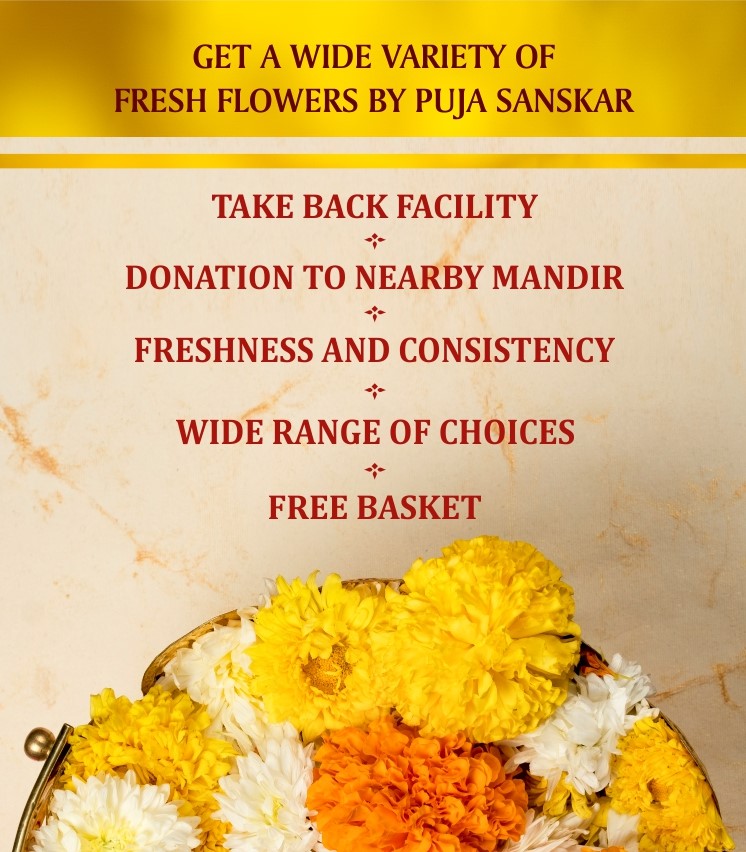 GET A WIDE VARIETY OF
FRESH FLOWERS BY PUJA SANSKAR
TAKE BACK FACILITY
DONATION TO NEARBY MANDIR
FRESHNESS AND CONSISTENCY
WIDE RANGE OF CHOICES
FREE BASKET